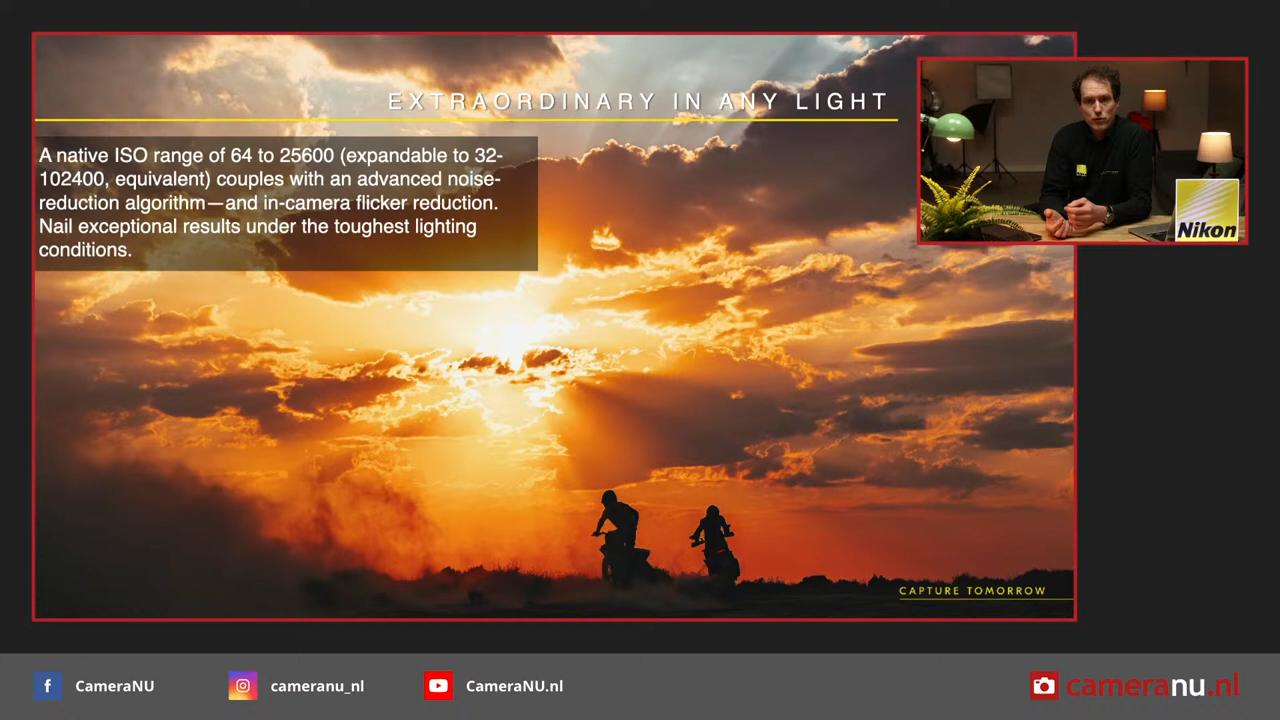 EXTRAORDINARY IN ANY LIGHT
A native ISO range of 64 to 25600 (expandable to 32-
102400, equivalent) couples with an advanced noise-
reduction algorithm—and in-camera flicker reduction.
Nail exceptional results under the toughest lighting
conditions.
Nikon
CAPTURE TOMORROW
CameraNU
cameranu_nl
CameraNU.nl
cameranu.nl